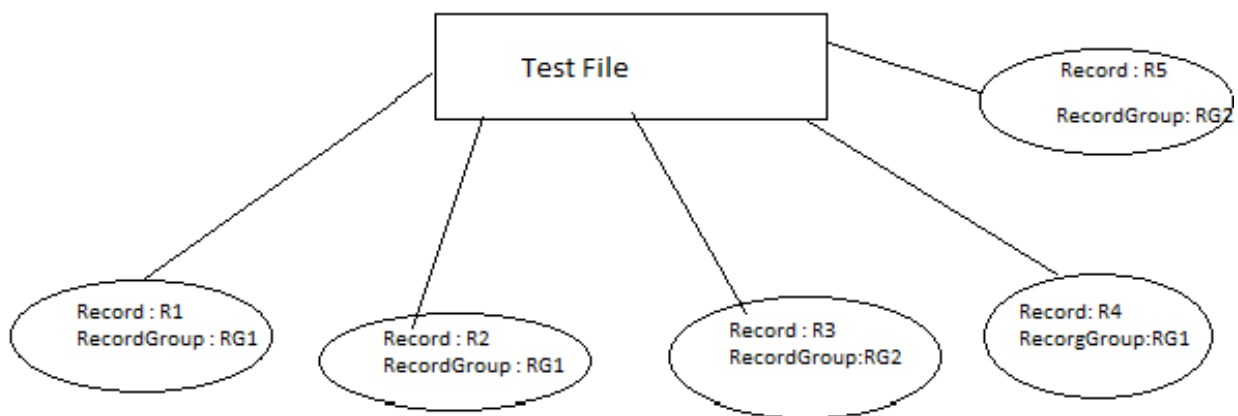 Test File
Record : R5
RecordGroup: RG2
Record : R1
RecordGroup : RG1
Record : R2
RecordGroup : RG1
Record : R3
RecordGroup:RG2
Record: R4
RecorgGroup:RG1